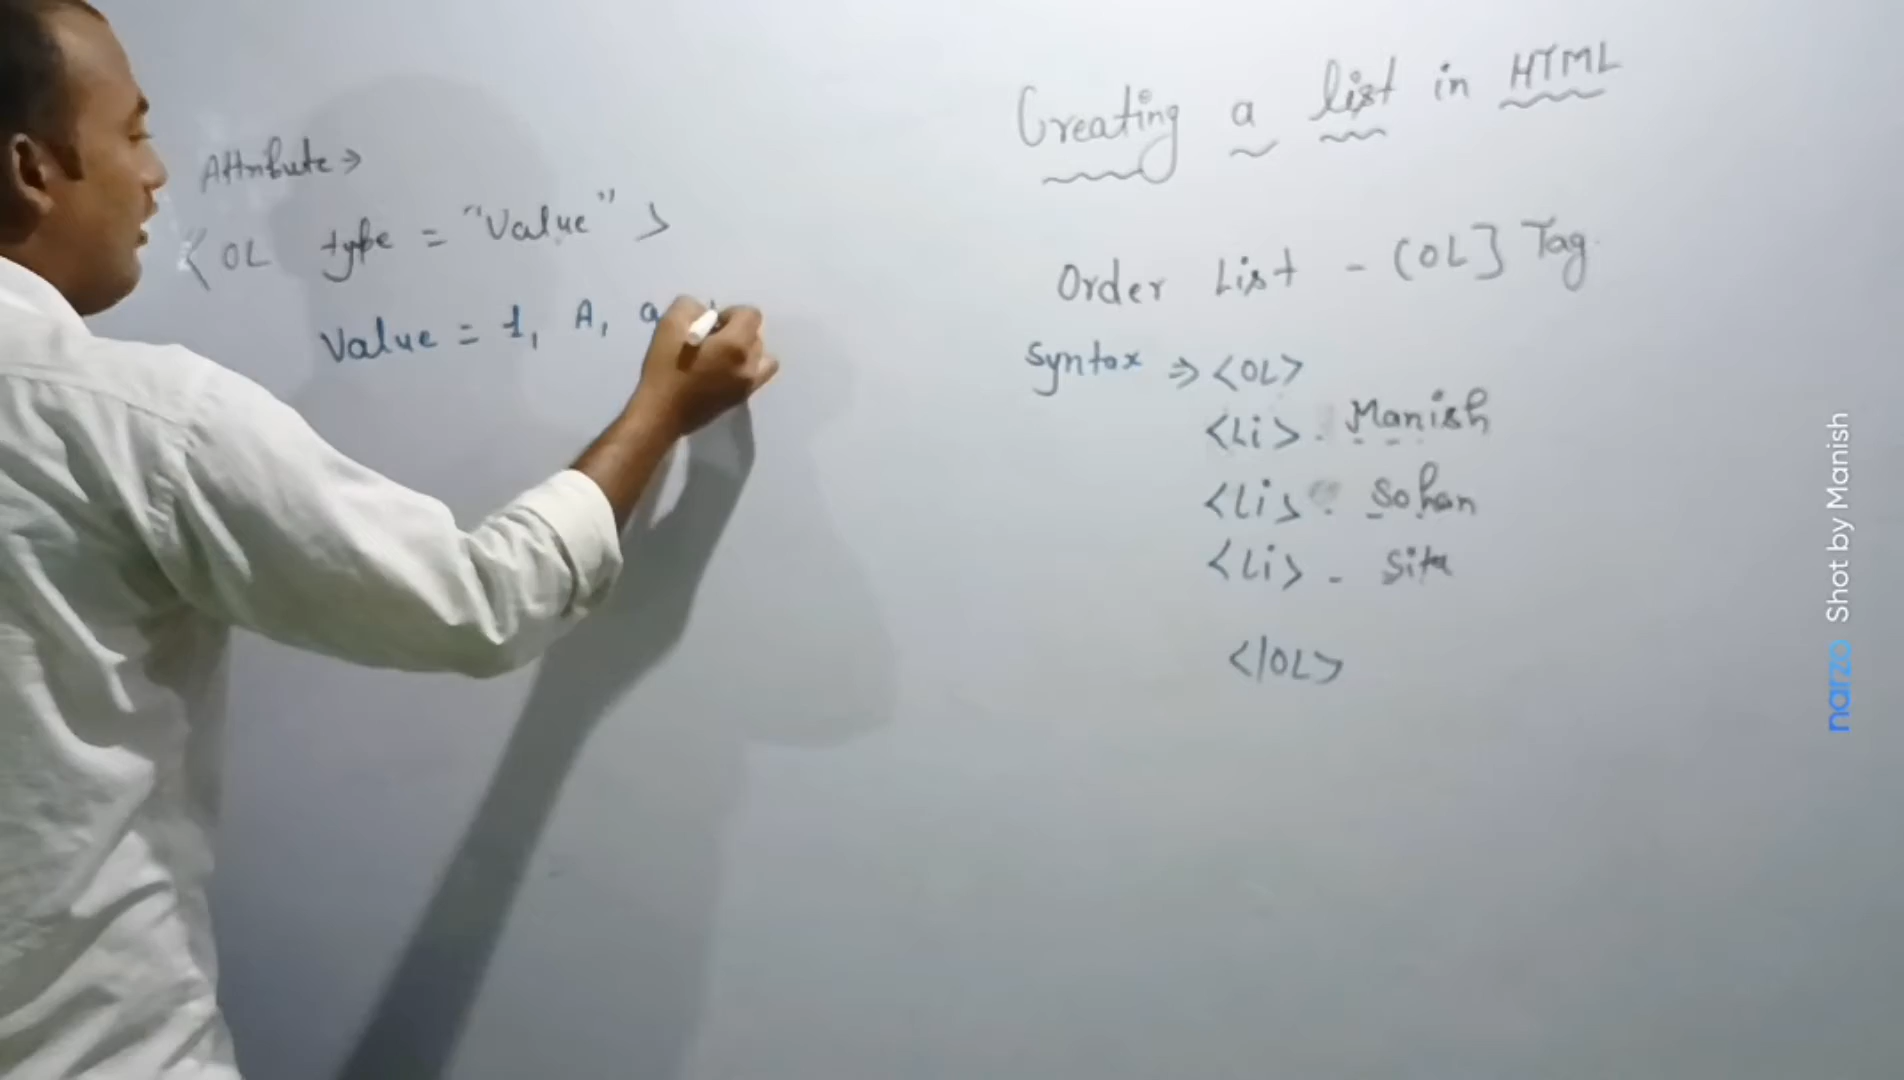 Attribute ⇒
<OL type = "Value" >
Value = 1, A, a
Creating a list in HTML
Order List - (OL] Tag
Syntax ⇒ <OL>
<Li> - Manish
<Li> - Sohan
<Li> - Sita
</OL>
narzo Shot by Manish